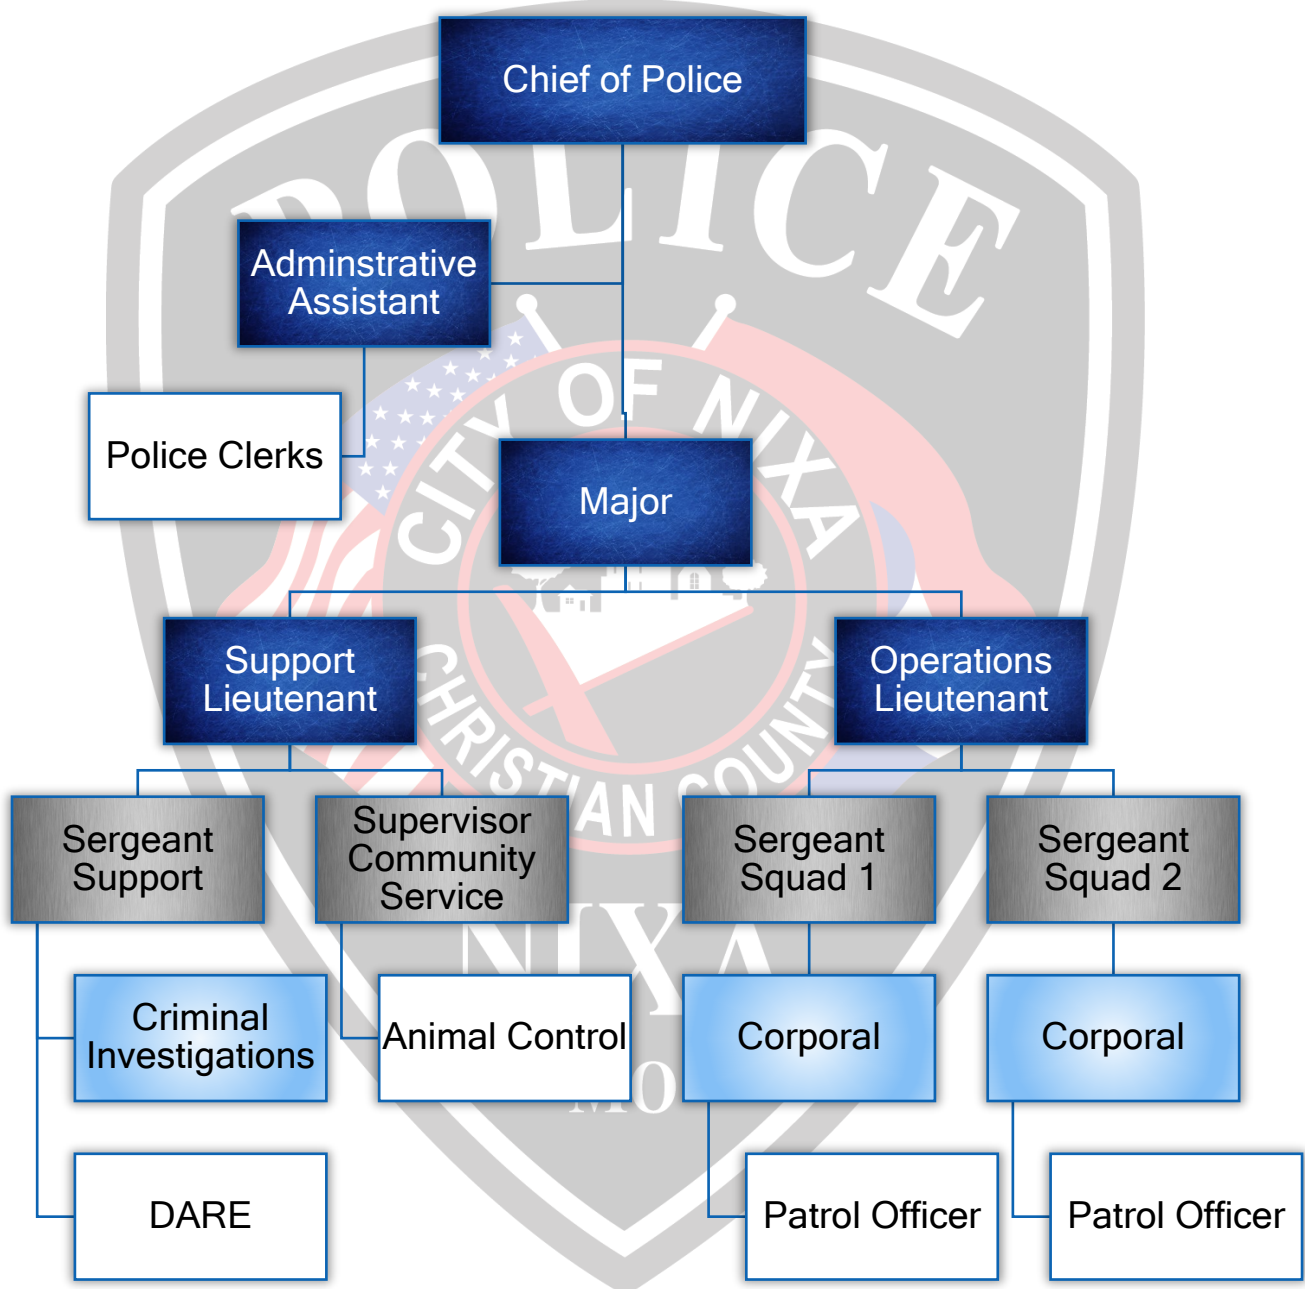 Chief of Police
POLICE
Adminstrative
Assistant
CITY OF NIXA
Police Clerks
Major
Support
Lieutenant
Operations
Lieutenant
CHRISTIAN COUNTY
Sergeant
Support
Supervisor
Community
Service
Sergeant
Squad 1
Sergeant
Squad 2
NIXA
Criminal
Investigations
Animal Control
Corporal
Corporal
MO
DARE
Patrol Officer
Patrol Officer